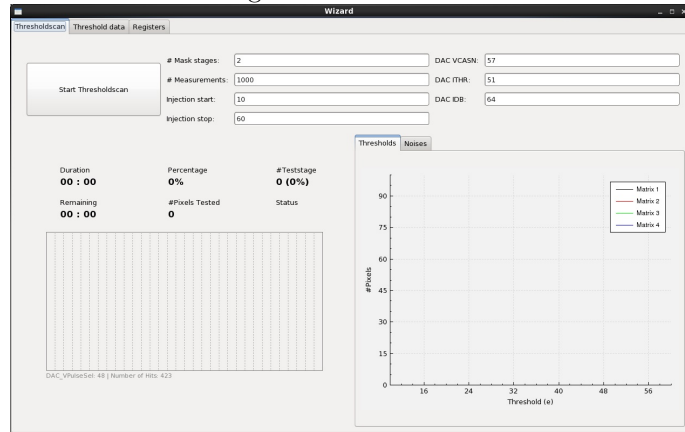 Wizard
Thresholdscan Threshold data Registers
Start Thresholdscan
# Mask stages: 2
# Measurements: 1000
Injection start: 10
Injection stop: 60
DAC VCASN: 57
DAC ITHR: 51
DAC IDB: 64
Duration Percentage #Teststage
00 : 00 0% 0 (0%)
Remaining #Pixels Tested Status
00 : 00 0
DAC_VPulseSel: 48 | Number of Hits: 423
Thresholds Noises
Matrix 1
Matrix 2
Matrix 3
Matrix 4
#Pixels
90
75
60
45
30
15
0
16 24 32 40 48 56
Threshold (e)